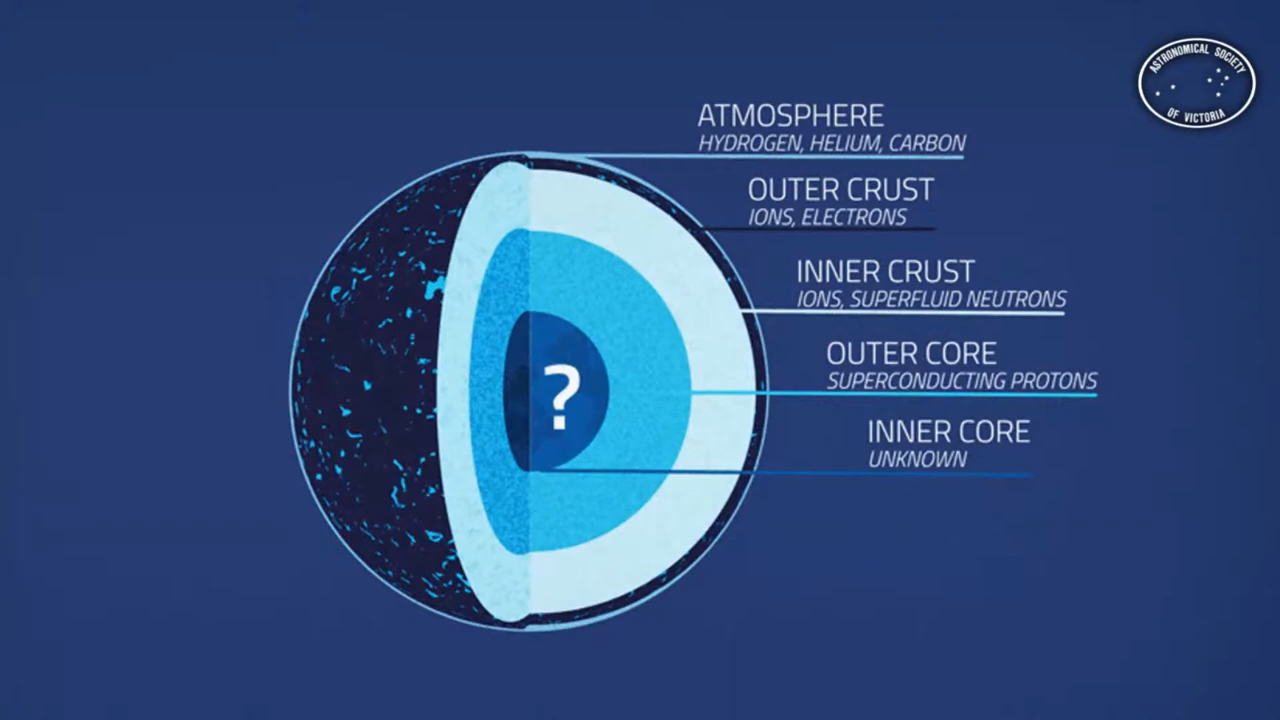 ASTRONOMICAL SOCIETY
OF VICTORIA
ATMOSPHERE
HYDROGEN, HELIUM, CARBON
OUTER CRUST
IONS, ELECTRONS
INNER CRUST
IONS, SUPERFLUID NEUTRONS
OUTER CORE
SUPERCONDUCTING PROTONS
?
INNER CORE
UNKNOWN